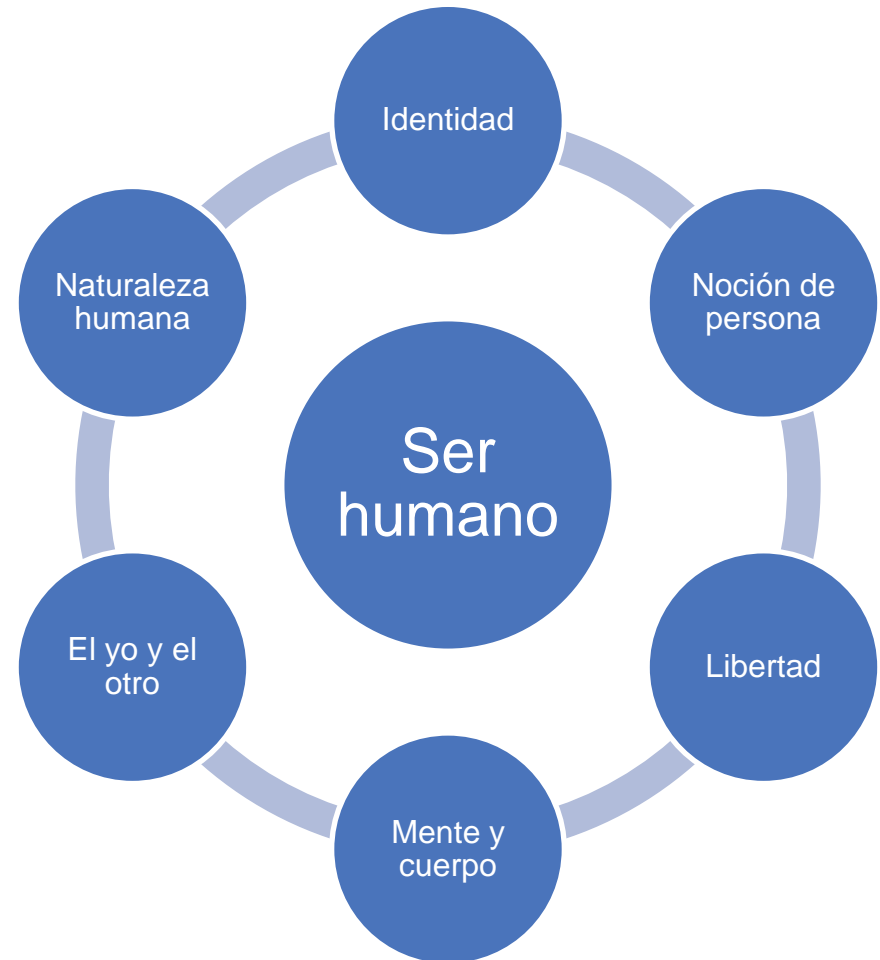 Identidad
Noción de
persona
Libertad
Mente y
cuerpo
El yo y el
otro
Naturaleza
humana
Ser
humano